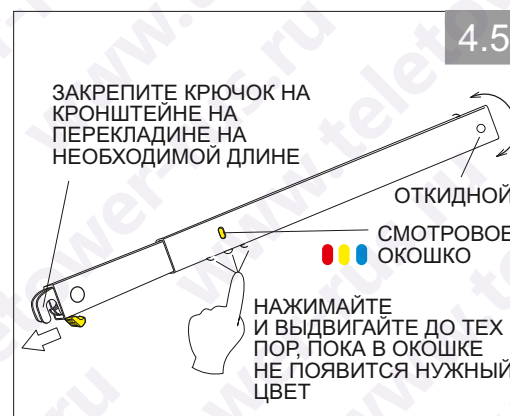 4.5
ЗАКРЕПИТЕ КРЮЧОК НА
КРОНШТЕЙНЕ НА
ПЕРЕКЛАДИНЕ НА
НЕОБХОДИМОЙ ДЛИНЕ
ОТКИДНОЙ
СМОТРОВОЕ
ОКОШКО
НАЖИМАЙТЕ
И ВЫДВИГАЙТЕ ДО ТЕХ
ПОР, ПОКА В ОКОШКЕ
НЕ ПОЯВИТСЯ НУЖНЫЙ
ЦВЕТ